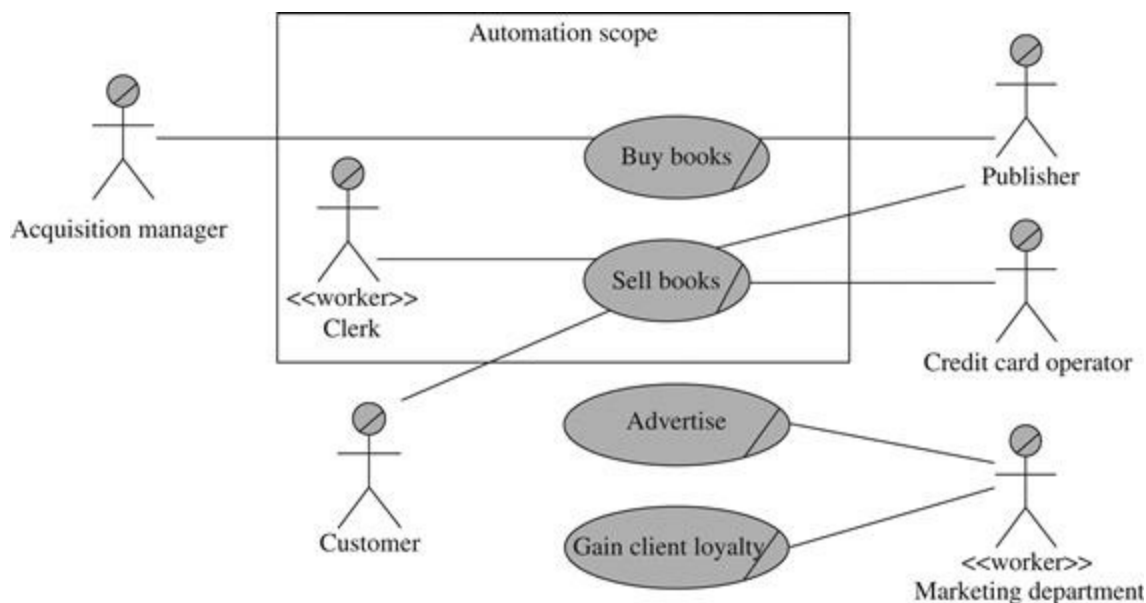 Automation scope
Buy books
Publisher
Acquisition manager
Sell books
<<worker>>
Clerk
Credit card operator
Advertise
Customer
Gain client loyalty
<<worker>>
Marketing department